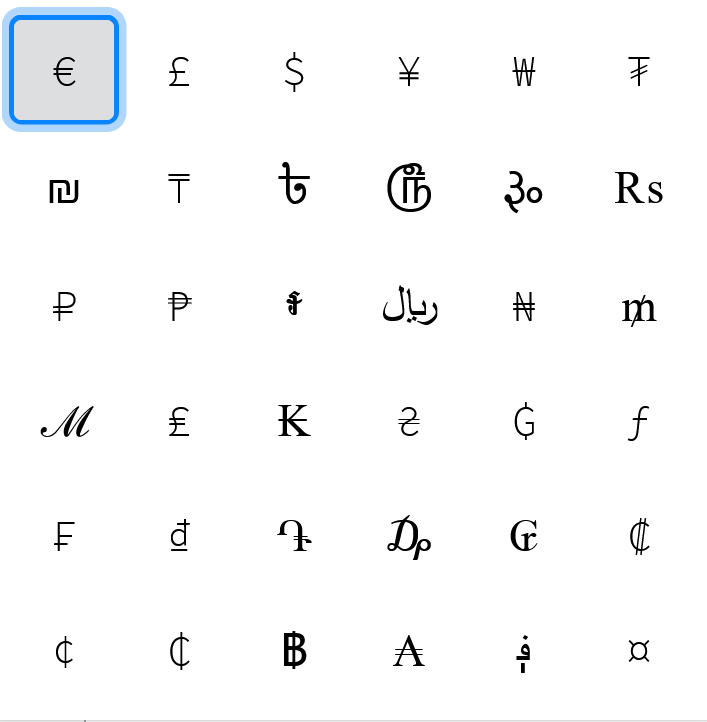 € £ $ ¥ ₩ ₮
₪ ₸ ৳ ௹ ૱ ₨
₽ ₱ ៛ ﷼ ₦ ₥
ℳ ₤ ₭ ₴ ₲ ƒ
₣ ₫ ֏ ₯ ₢ ₡
¢ ₵ ฿ ₳ ؋ ¤